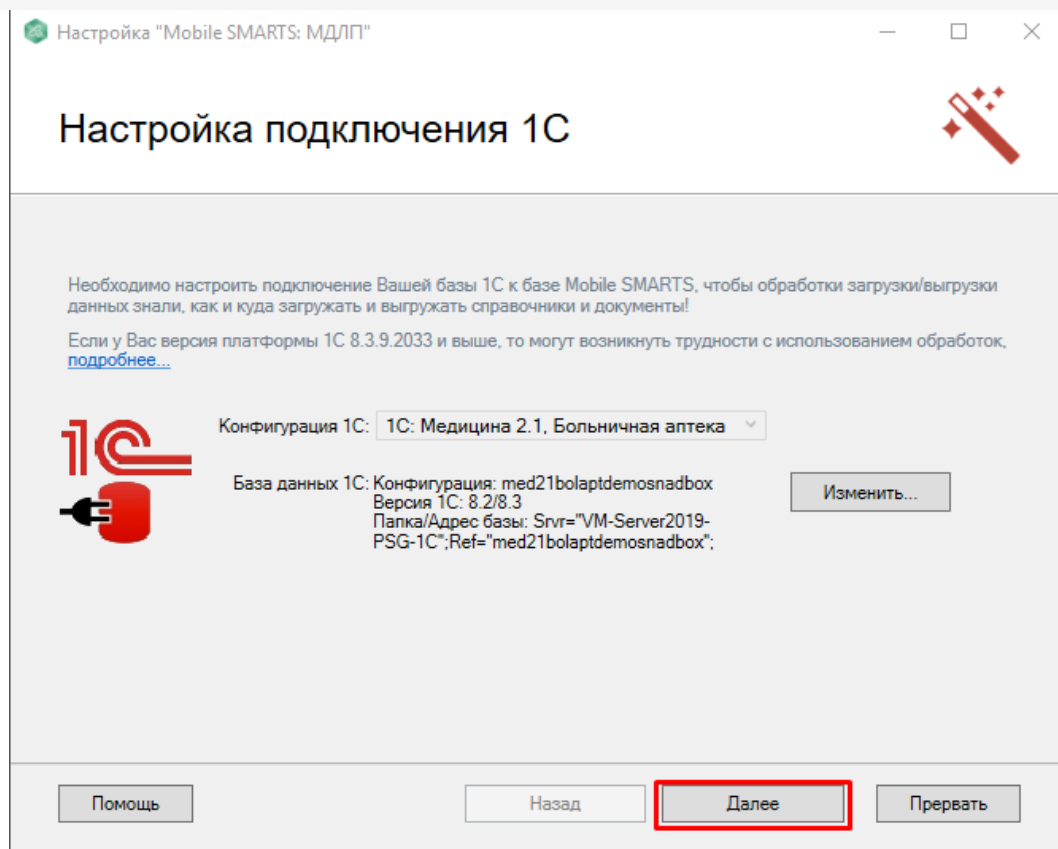 Настройка "Mobile SMARTS: МДЛП"
Настройка подключения 1С
Необходимо настроить подключение Вашей базы 1С к базе Mobile SMARTS, чтобы обработки загрузки/выгрузки
данных знали, как и куда загружать и выгружать справочники и документы!
Если у Вас версия платформы 1С 8.3.9.2033 и выше, то могут возникнуть трудности с использованием обработок,
подробнее...
1С
Конфигурация 1С: 1С: Медицина 2.1, Больничная аптека
База данных 1С: Конфигурация: med21bolaptdemosnadbox
Версия 1С: 8.2/8.3
Папка/Адрес базы: Srvr="VM-Server2019-
PSG-1C";Ref="med21bolaptdemosnadbox";
Изменить...
Помощь
Назад
Далее
Прервать